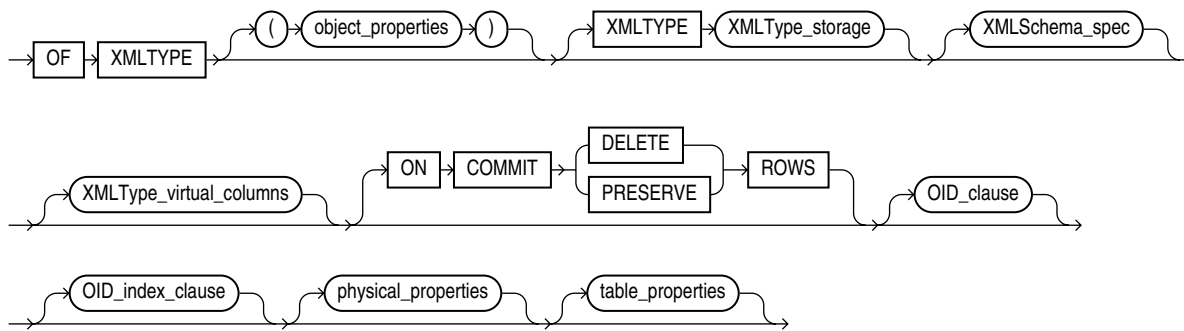 ( object_properties ) XMLTYPE XMLType_storage XMLSchema_spec
OF XMLTYPE
DELETE
ON COMMIT ROWS
PRESERVE
XMLType_virtual_columns OID_clause
OID_index_clause physical_properties table_properties